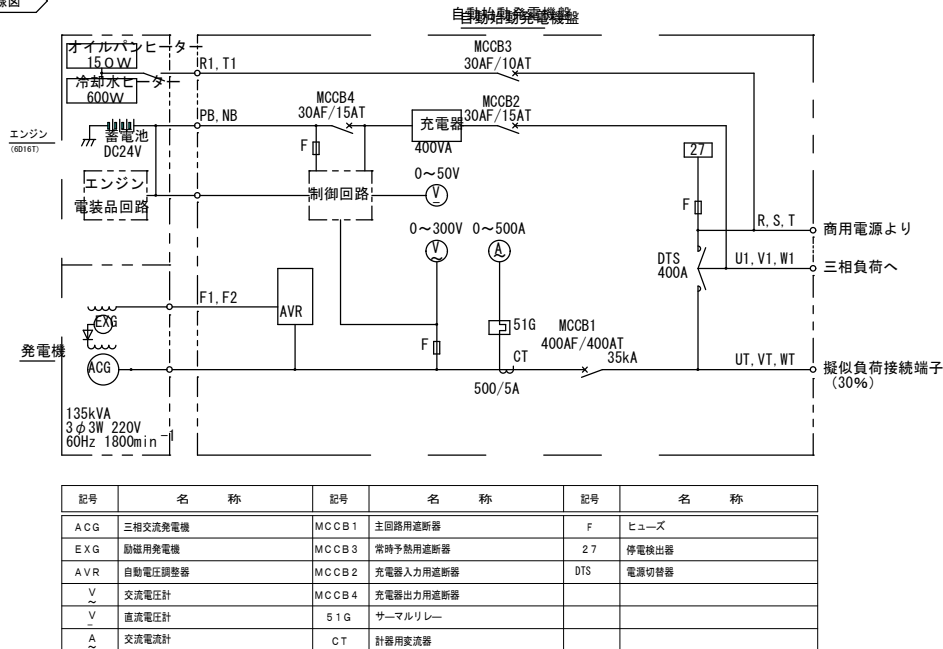 線図
自動始動発電機盤
自動始動発電機盤
オイルパンヒーター
150W
冷却水ヒーター
600W
R1, T1
MCCB3
30AF/10AT
PB, NB
MCCB4
30AF/15AT
充電器
400VA
MCCB2
30AF/15AT
エンジン
(6D16T)
蓄電池
DC24V
F
27
エンジン
電装品回路
制御回路
0～50V
V
F
R, S, T
商用電源より
0～300V
V
0～500A
A
DTS
400A
U1, V1, W1
三相負荷へ
F1, F2
AVR
EXG
発電機
ACG
F
51G
CT
500/5A
MCCB1
400AF/400AT
35kA
UT, VT, WT
擬似負荷接続端子
(30%)
135kVA
3φ3W 220V
60Hz 1800min⁻¹
記号 名 称 記号 名 称 記号 名 称
ACG 三相交流発電機 MCCB1 主回路用遮断器 F ヒューズ
EXG 励磁用発電機 MCCB3 常時予熱用遮断器 27 停電検出器
AVR 自動電圧調整器 MCCB2 充電器入力用遮断器 DTS 電源切替器
V~ 交流電圧計 MCCB4 充電器出力用遮断器
V- 直流電圧計 51G サーマルリレー
A~ 交流電流計 CT 計器用変流器